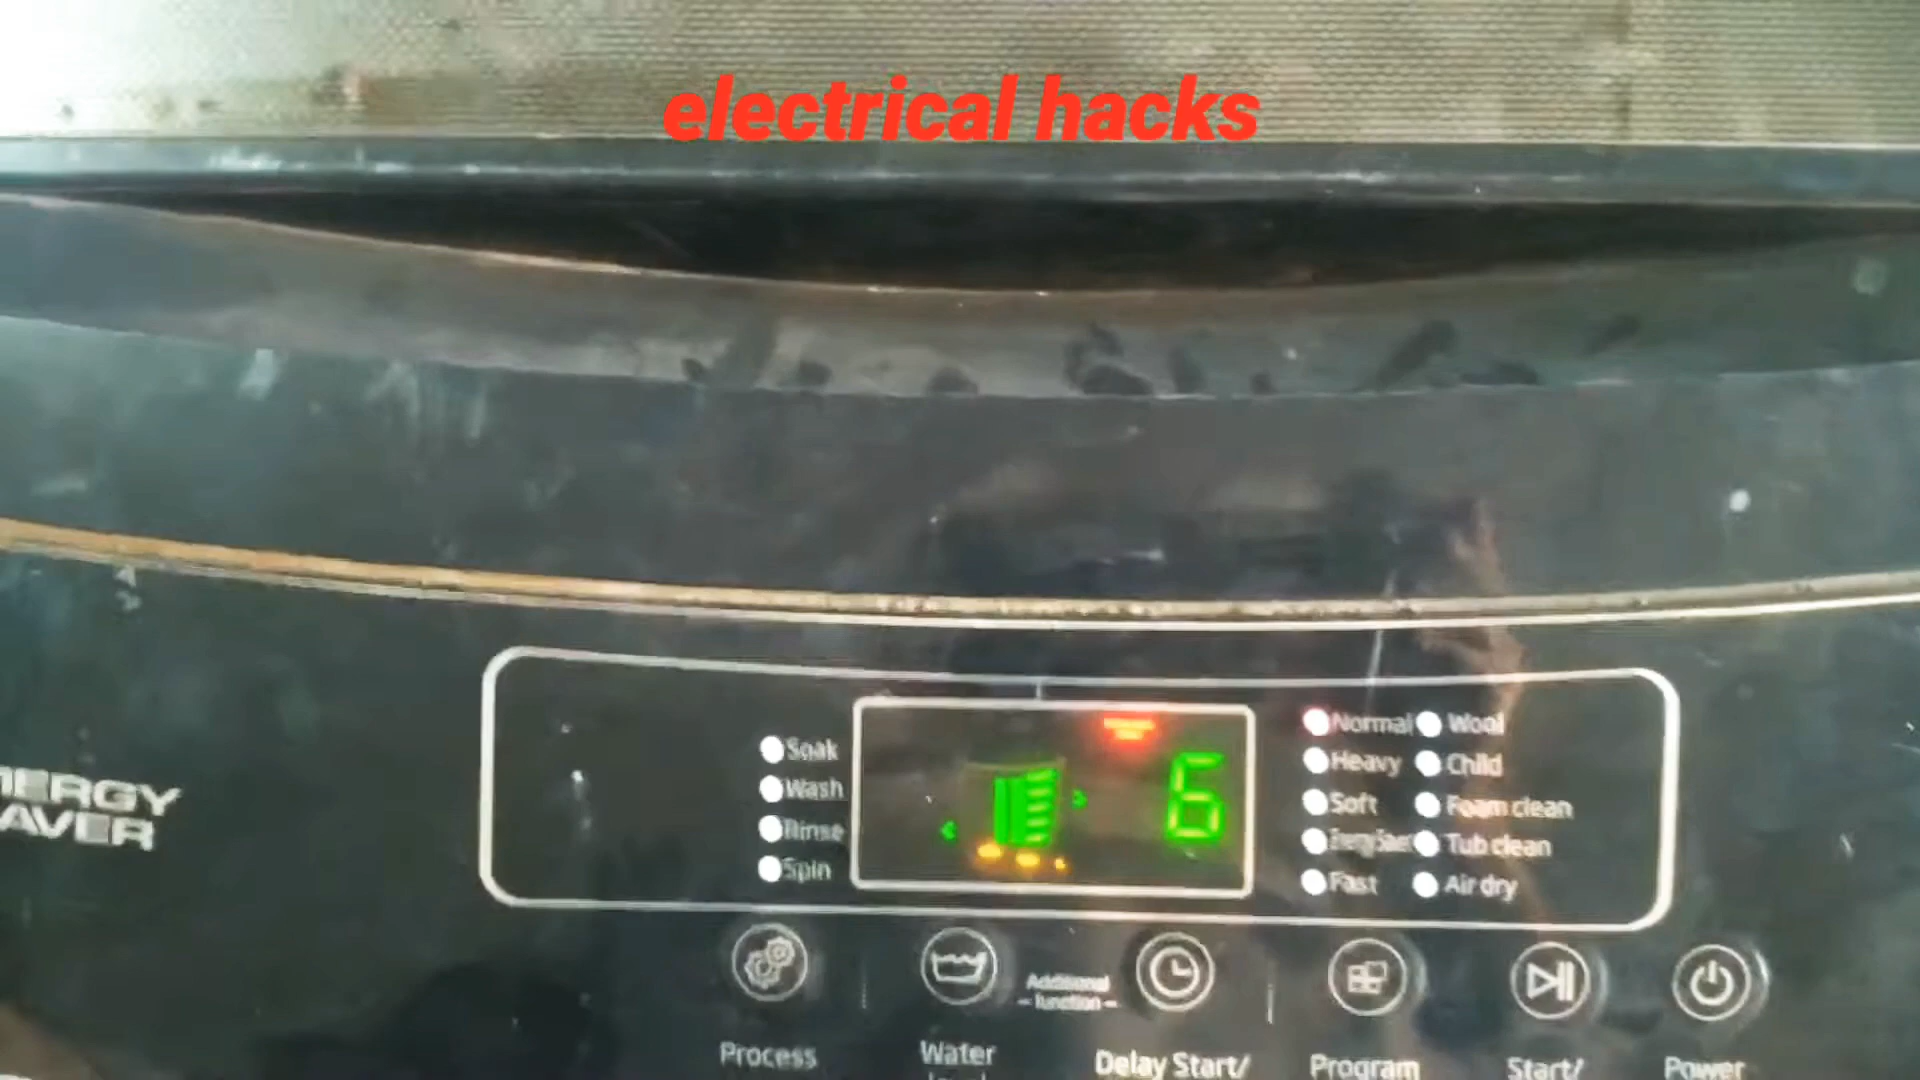 electrical hacks
NERGY
AVER
Soak
Wash
Rinse
Spin
6
Normal Wool
Heavy Child
Soft Foam clean
Tub clean
Fast Air dry
Additional
function
Process
Water
Delay Start/
Program
Start/
Power